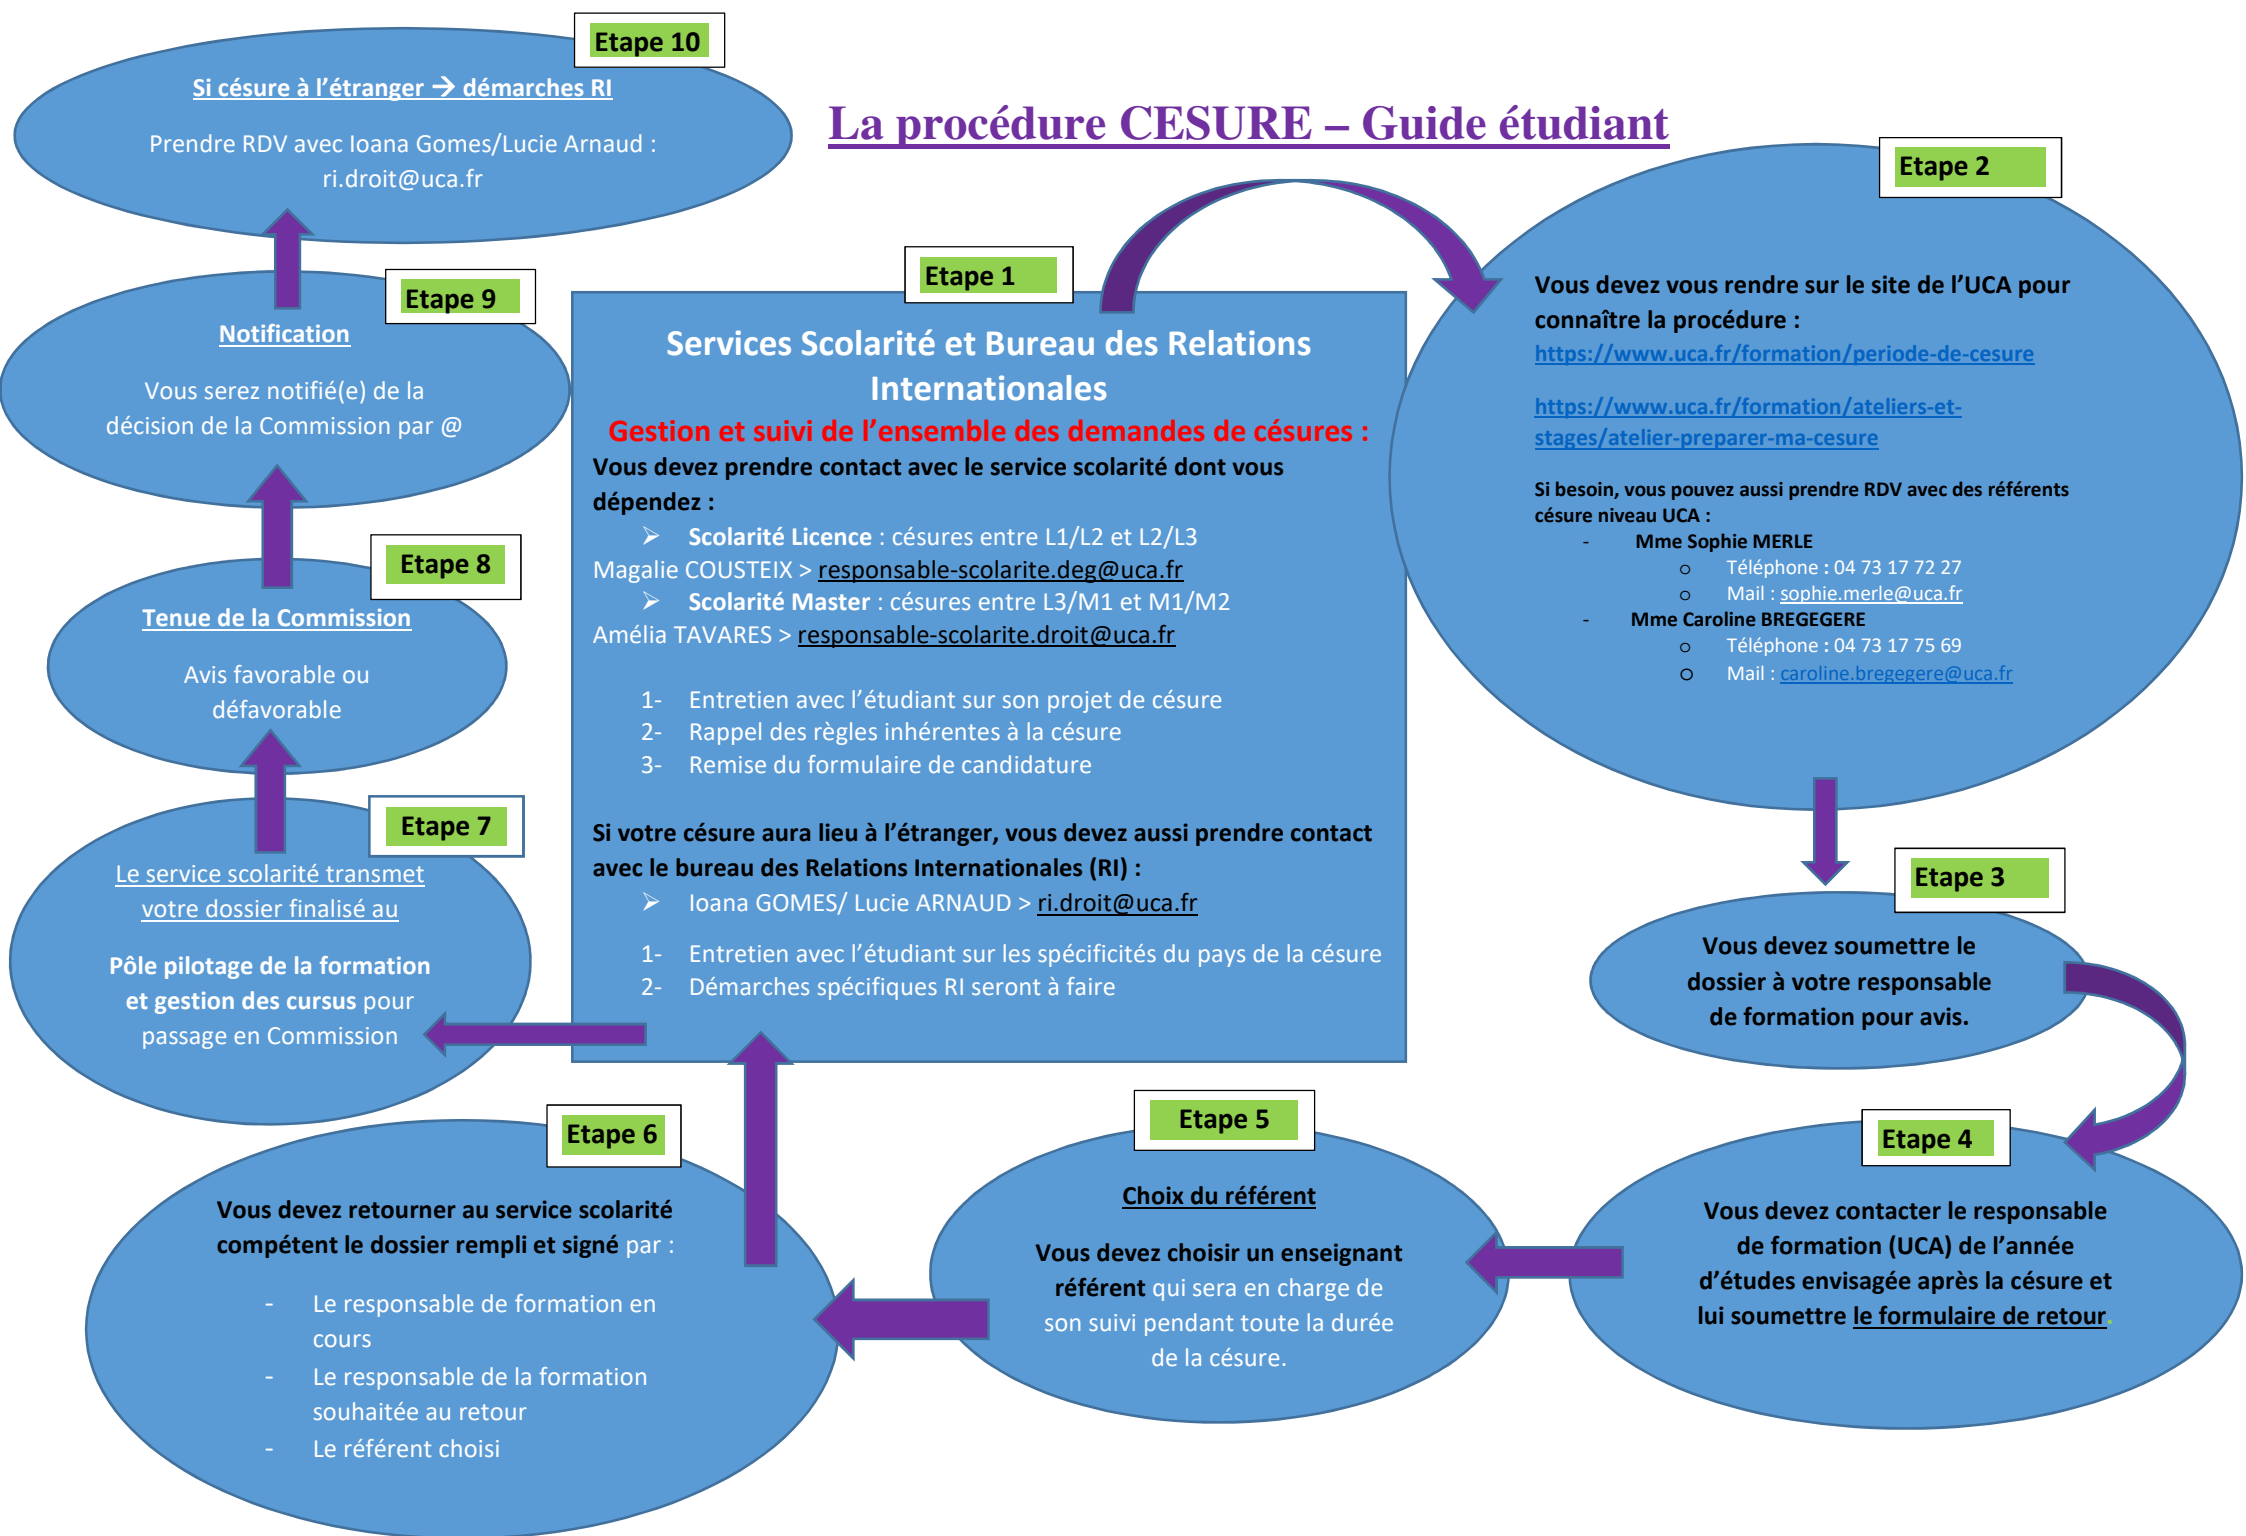 La procédure CESURE – Guide étudiant
Etape 1
Services Scolarité et Bureau des Relations
Internationales
Gestion et suivi de l’ensemble des demandes de césures :
Vous devez prendre contact avec le service scolarité dont vous
dépendez :
➢ Scolarité Licence : césures entre L1/L2 et L2/L3
Magalie COUSTEIX > responsable-scolarite.deg@uca.fr
➢ Scolarité Master : césures entre L3/M1 et M1/M2
Amélia TAVARES > responsable-scolarite.droit@uca.fr
1- Entretien avec l’étudiant sur son projet de césure
2- Rappel des règles inhérentes à la césure
3- Remise du formulaire de candidature
Si votre césure aura lieu à l’étranger, vous devez aussi prendre contact
avec le bureau des Relations Internationales (RI) :
➢ Ioana GOMES/ Lucie ARNAUD > ri.droit@uca.fr
1- Entretien avec l’étudiant sur les spécificités du pays de la césure
2- Démarches spécifiques RI seront à faire
Etape 2
Vous devez vous rendre sur le site de l’UCA pour
connaître la procédure :
https://www.uca.fr/formation/periode-de-cesure
https://www.uca.fr/formation/ateliers-et-
stages/atelier-preparer-ma-cesure
Si besoin, vous pouvez aussi prendre RDV avec des référents
césure niveau UCA :
- Mme Sophie MERLE
o Téléphone : 04 73 17 72 27
o Mail : sophie.merle@uca.fr
- Mme Caroline BREGEGERE
o Téléphone : 04 73 17 75 69
o Mail : caroline.bregegere@uca.fr
Etape 3
Vous devez soumettre le
dossier à votre responsable
de formation pour avis.
Etape 4
Vous devez contacter le responsable
de formation (UCA) de l’année
d’études envisagée après la césure et
lui soumettre le formulaire de retour.
Etape 5
Choix du référent
Vous devez choisir un enseignant
référent qui sera en charge de
son suivi pendant toute la durée
de la césure.
Etape 6
Vous devez retourner au service scolarité
compétent le dossier rempli et signé par :
- Le responsable de formation en
cours
- Le responsable de la formation
souhaitée au retour
- Le référent choisi
Etape 7
Le service scolarité transmet
votre dossier finalisé au
Pôle pilotage de la formation
et gestion des cursus pour
passage en Commission
Etape 8
Tenue de la Commission
Avis favorable ou
défavorable
Etape 9
Notification
Vous serez notifié(e) de la
décision de la Commission par @
Etape 10
Si césure à l’étranger → démarches RI
Prendre RDV avec Ioana Gomes/Lucie Arnaud :
ri.droit@uca.fr